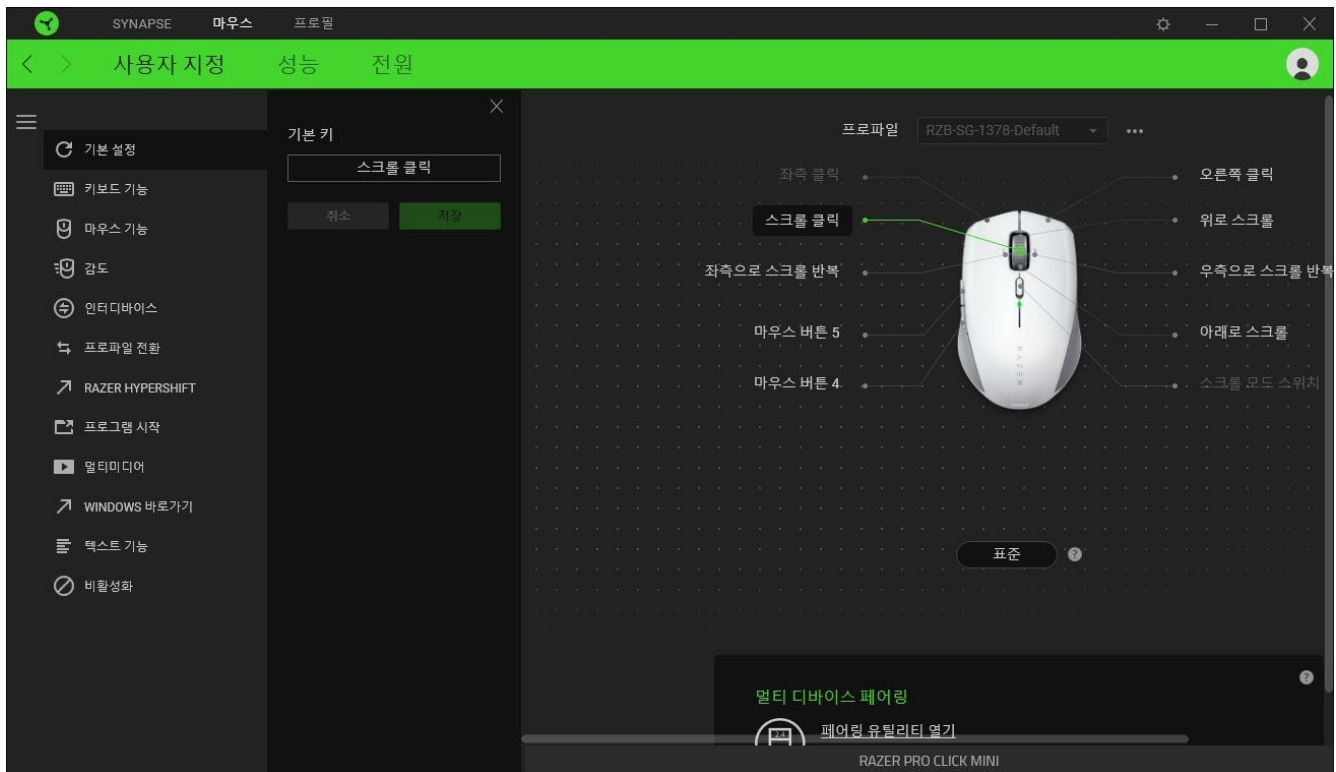 SYNAPSE 마우스 프로필
사용자 지정 성능 전원
기본 설정
키보드 기능
마우스 기능
감도
인터디바이스
프로파일 전환
RAZER HYPERSHIFT
프로그램 시작
멀티미디어
WINDOWS 바로가기
텍스트 기능
비활성화
기본 키
스크롤 클릭
취소 저장
프로파일 RZB-SG-1378-Default
좌측 클릭 오른쪽 클릭
스크롤 클릭 위로 스크롤
좌측으로 스크롤 반복 우측으로 스크롤 반복
마우스 버튼 5 아래로 스크롤
마우스 버튼 4 스크롤 모드 스위치
RAZER
표준 ?
?
멀티 디바이스 페어링
2.4 페어링 유틸리티 열기
RAZER PRO CLICK MINI